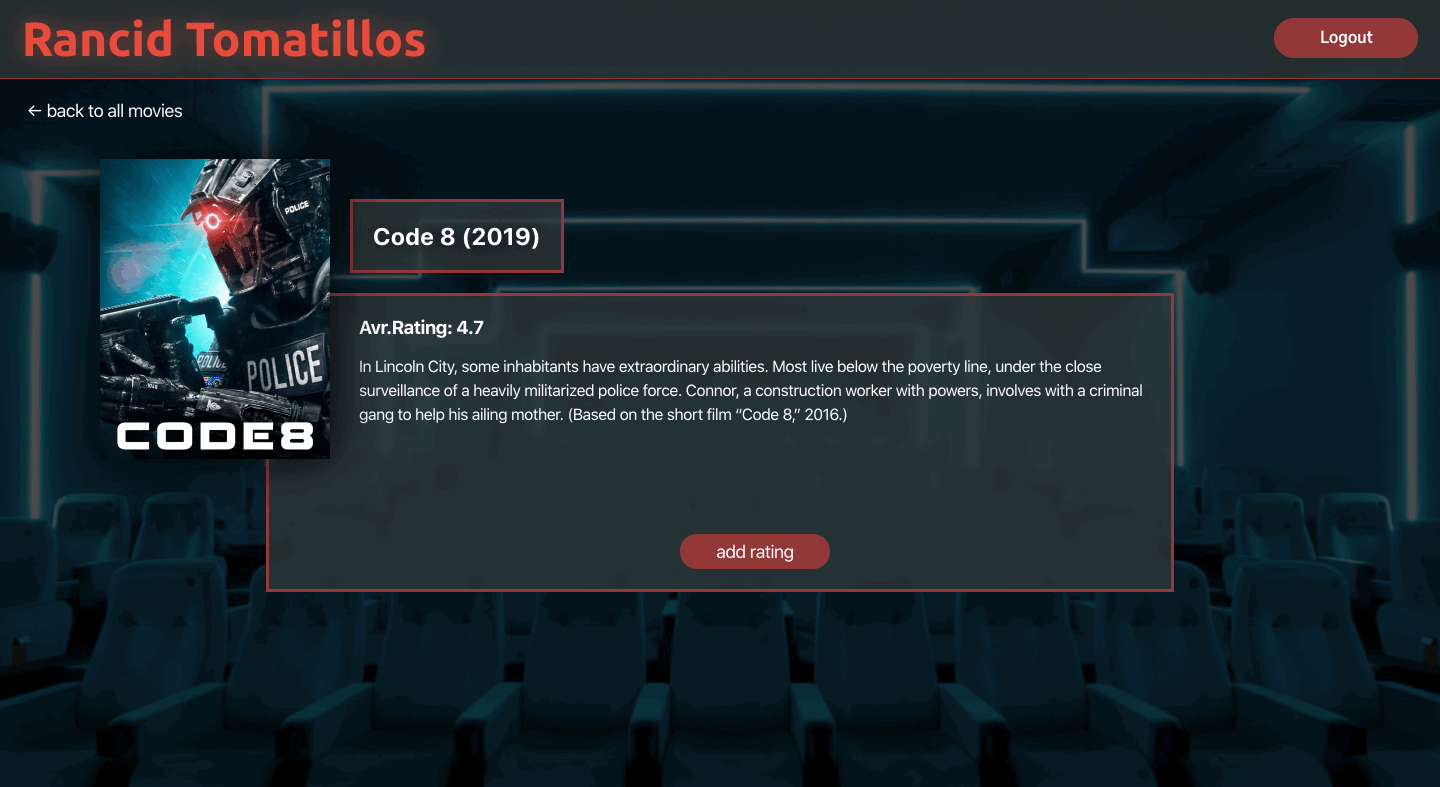 Rancid Tomatillos
Logout
← back to all movies
POLICE
POLICE
POLICE
CODE8
Code 8 (2019)
Avr.Rating: 4.7
In Lincoln City, some inhabitants have extraordinary abilities. Most live below the poverty line, under the close
surveillance of a heavily militarized police force. Connor, a construction worker with powers, involves with a criminal
gang to help his ailing mother. (Based on the short film “Code 8,” 2016.)
add rating